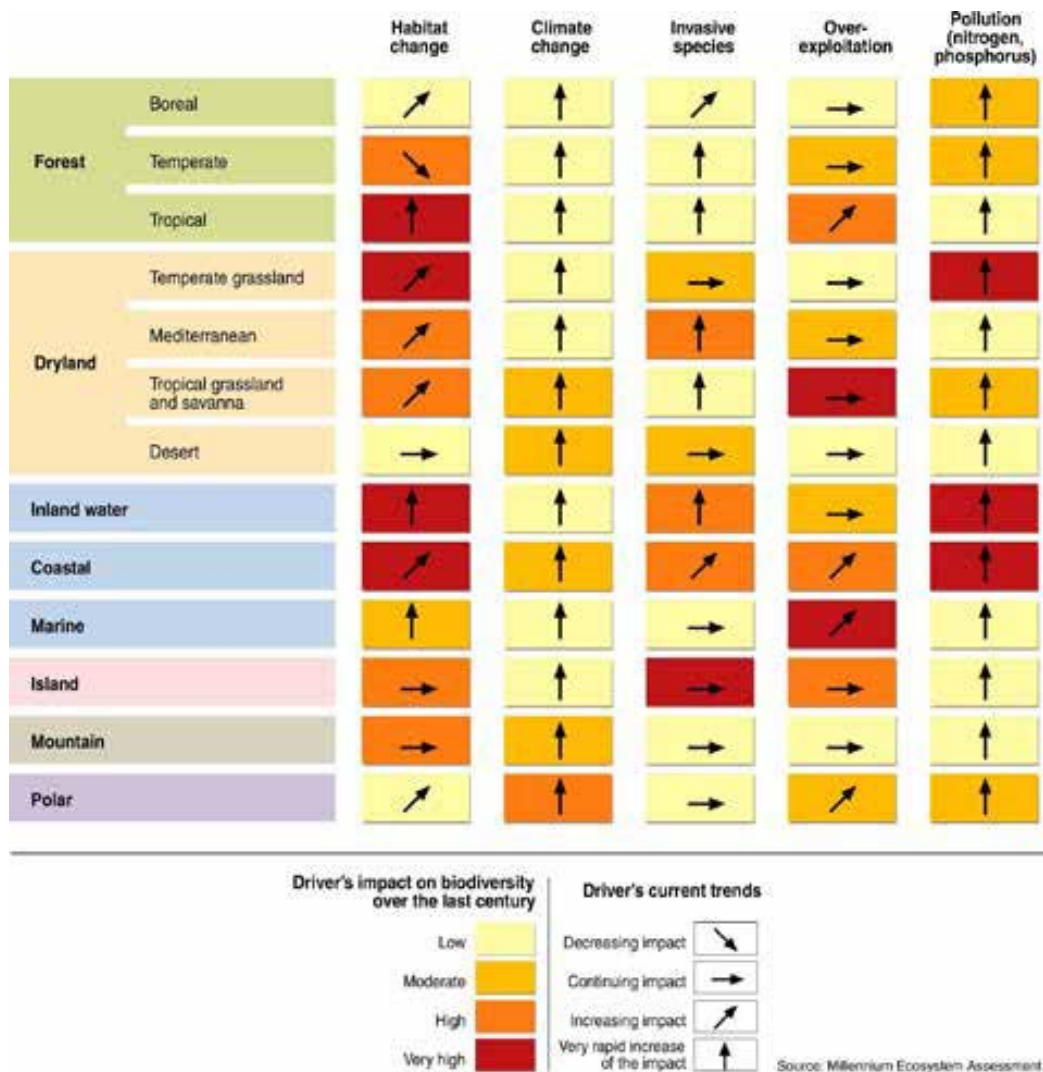 Habitat
change
Climate
change
Invasive
species
Over-
exploitation
Pollution
(nitrogen,
phosphorus)
Forest
Boreal
Temperate
Tropical
Dryland
Temperate grassland
Mediterranean
Tropical grassland
and savanna
Desert
Inland water
Coastal
Marine
Island
Mountain
Polar
Driver's impact on biodiversity
over the last century
Low
Moderate
High
Very high
Driver's current trends
Decreasing impact
Continuing impact
Increasing impact
Very rapid increase
of the impact
Source: Millennium Ecosystem Assessment